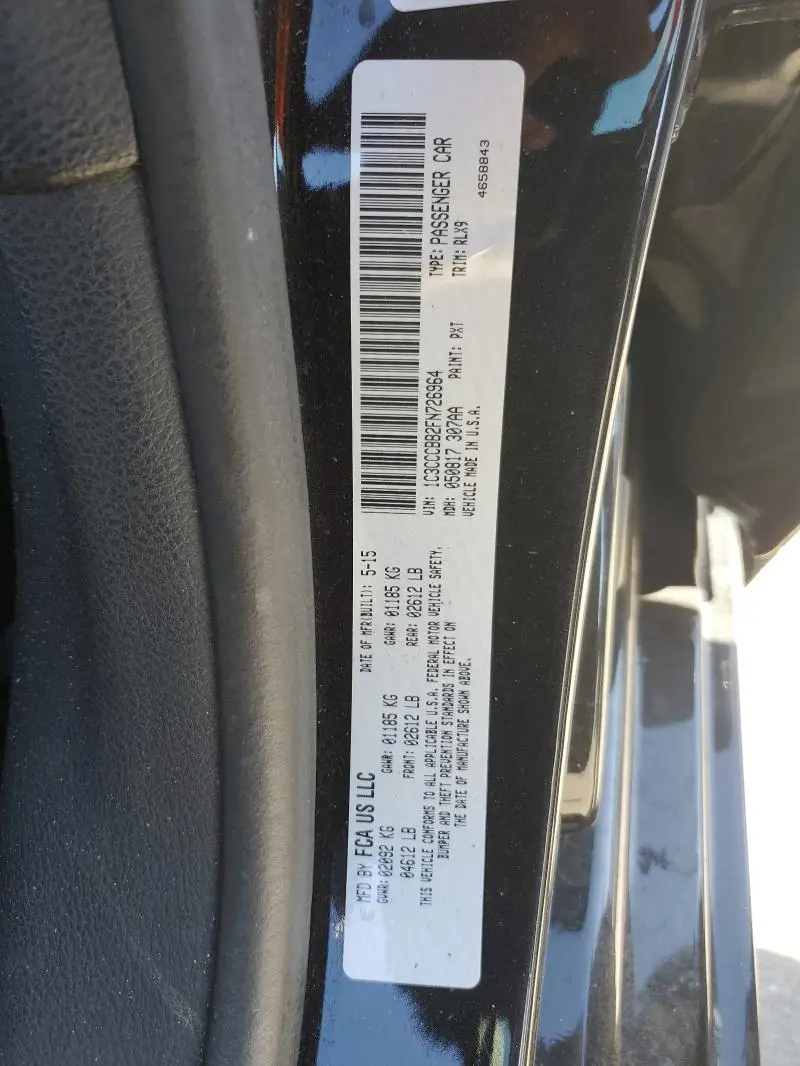 MFD BY FCA US LLC
DATE OF MFR(BUILT): 5-15
GVWR: 02092 KG
GAWR: 01185 KG
GAWR: 01185 KG
04612 LB
FRONT: 02612 LB
REAR: 02612 LB
THIS VEHICLE CONFORMS TO ALL APPLICABLE U.S.A. FEDERAL MOTOR VEHICLE SAFETY,
BUMPER AND THEFT PREVENTION STANDARDS IN EFFECT ON
THE DATE OF MANUFACTURE SHOWN ABOVE.
VIN: 1C3CCCBB2FN726964
TYPE: PASSENGER CAR
MDH: 050817 307AA
PAINT: PXT
TRIM: RLX9
VEHICLE MADE IN U.S.A.
4658843